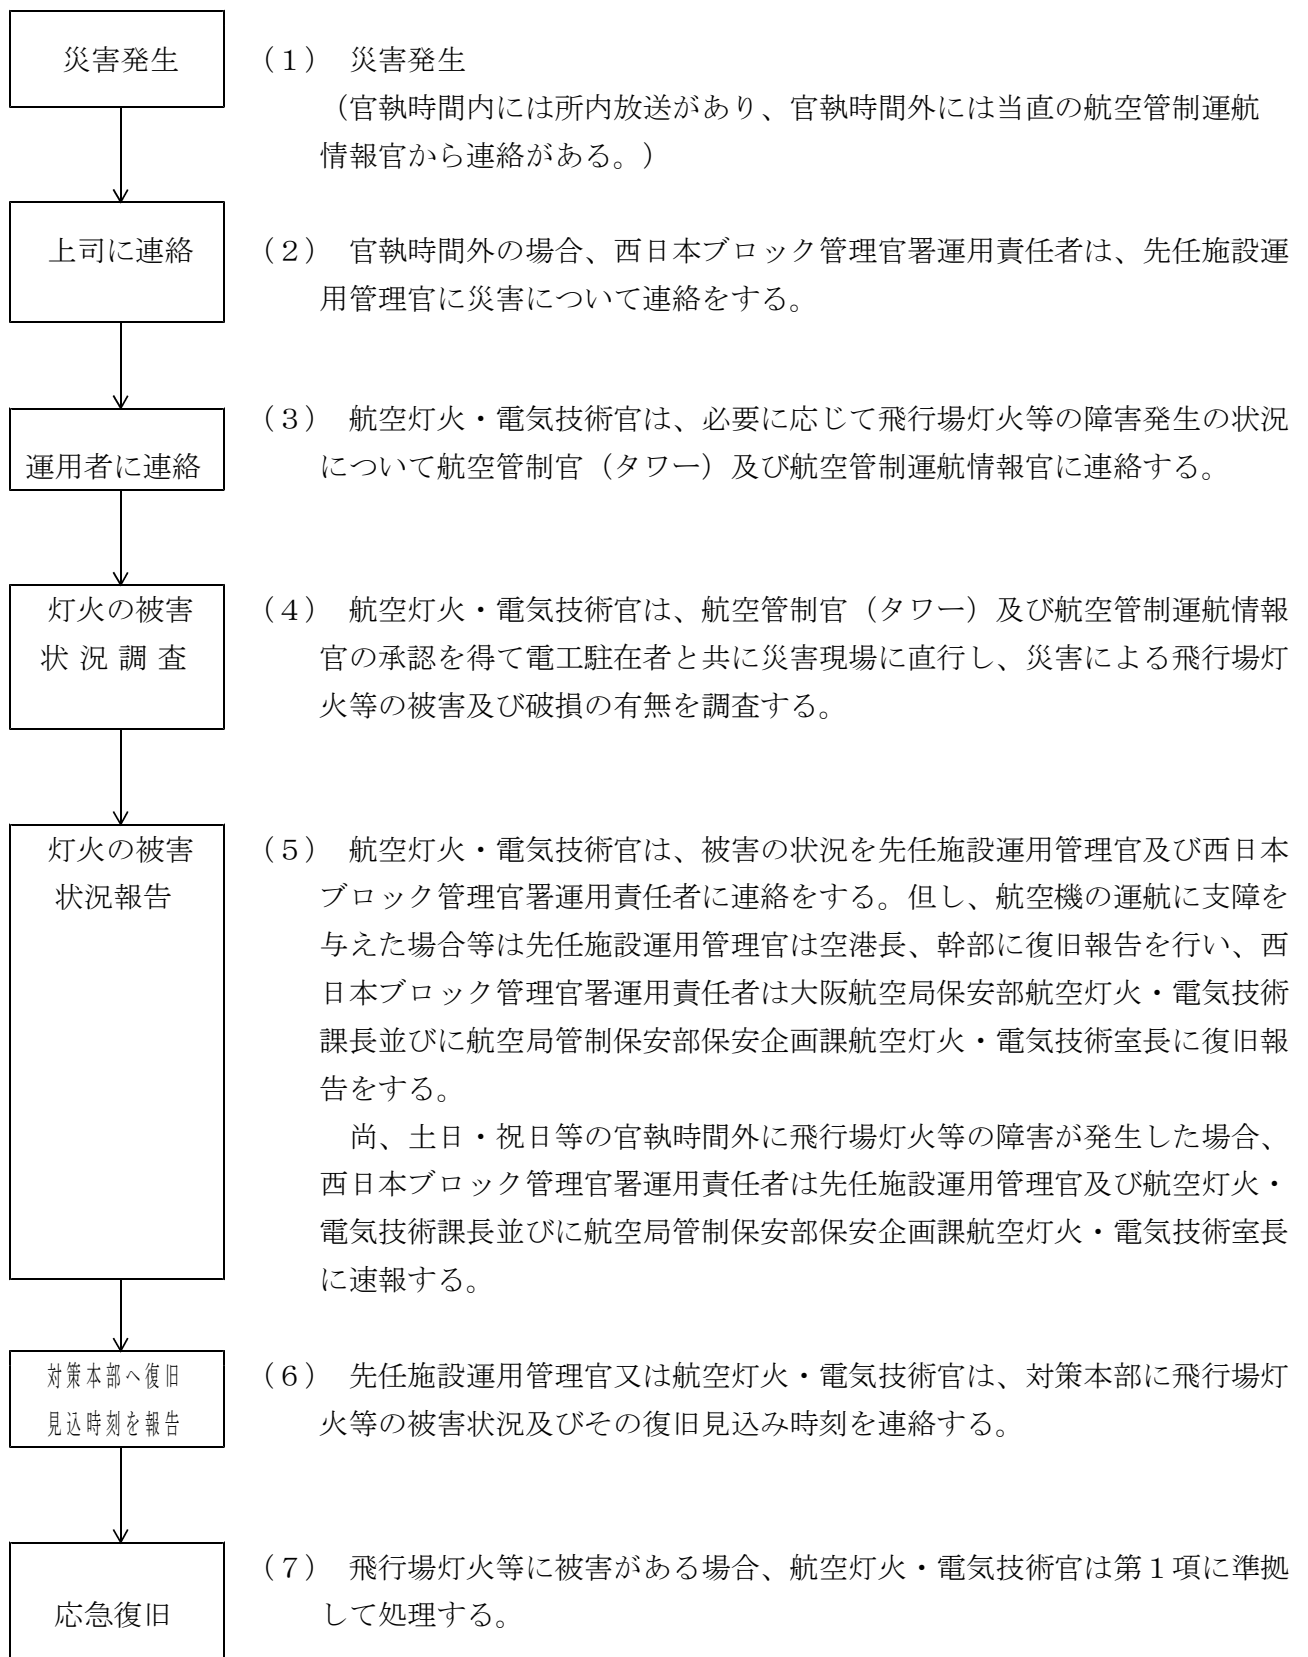 災害発生
（１） 災害発生
（官執時間内には所内放送があり、官執時間外には当直の航空管制運航
情報官から連絡がある。）
上司に連絡
（２） 官執時間外の場合、西日本ブロック管理官署運用責任者は、先任施設運
用管理官に災害について連絡をする。
運用者に連絡
（３） 航空灯火・電気技術官は、必要に応じて飛行場灯火等の障害発生の状況
について航空管制官（タワー）及び航空管制運航情報官に連絡する。
灯火の被害
状況調査
（４） 航空灯火・電気技術官は、航空管制官（タワー）及び航空管制運航情報
官の承認を得て電工駐在者と共に災害現場に直行し、災害による飛行場灯
火等の被害及び破損の有無を調査する。
灯火の被害
状況報告
（５） 航空灯火・電気技術官は、被害の状況を先任施設運用管理官及び西日本
ブロック管理官署運用責任者に連絡をする。但し、航空機の運航に支障を
与えた場合等は先任施設運用管理官は空港長、幹部に復旧報告を行い、西
日本ブロック管理官署運用責任者は大阪航空局保安部航空灯火・電気技術
課長並びに航空局管制保安部保安企画課航空灯火・電気技術室長に復旧報
告をする。
尚、土日・祝日等の官執時間外に飛行場灯火等の障害が発生した場合、
西日本ブロック管理官署運用責任者は先任施設運用管理官及び航空灯火・
電気技術課長並びに航空局管制保安部保安企画課航空灯火・電気技術室長
に速報する。
対策本部へ復旧
見込時刻を報告
（６） 先任施設運用管理官又は航空灯火・電気技術官は、対策本部に飛行場灯
火等の被害状況及びその復旧見込み時刻を連絡する。
応急復旧
（７） 飛行場灯火等に被害がある場合、航空灯火・電気技術官は第１項に準拠
して処理する。